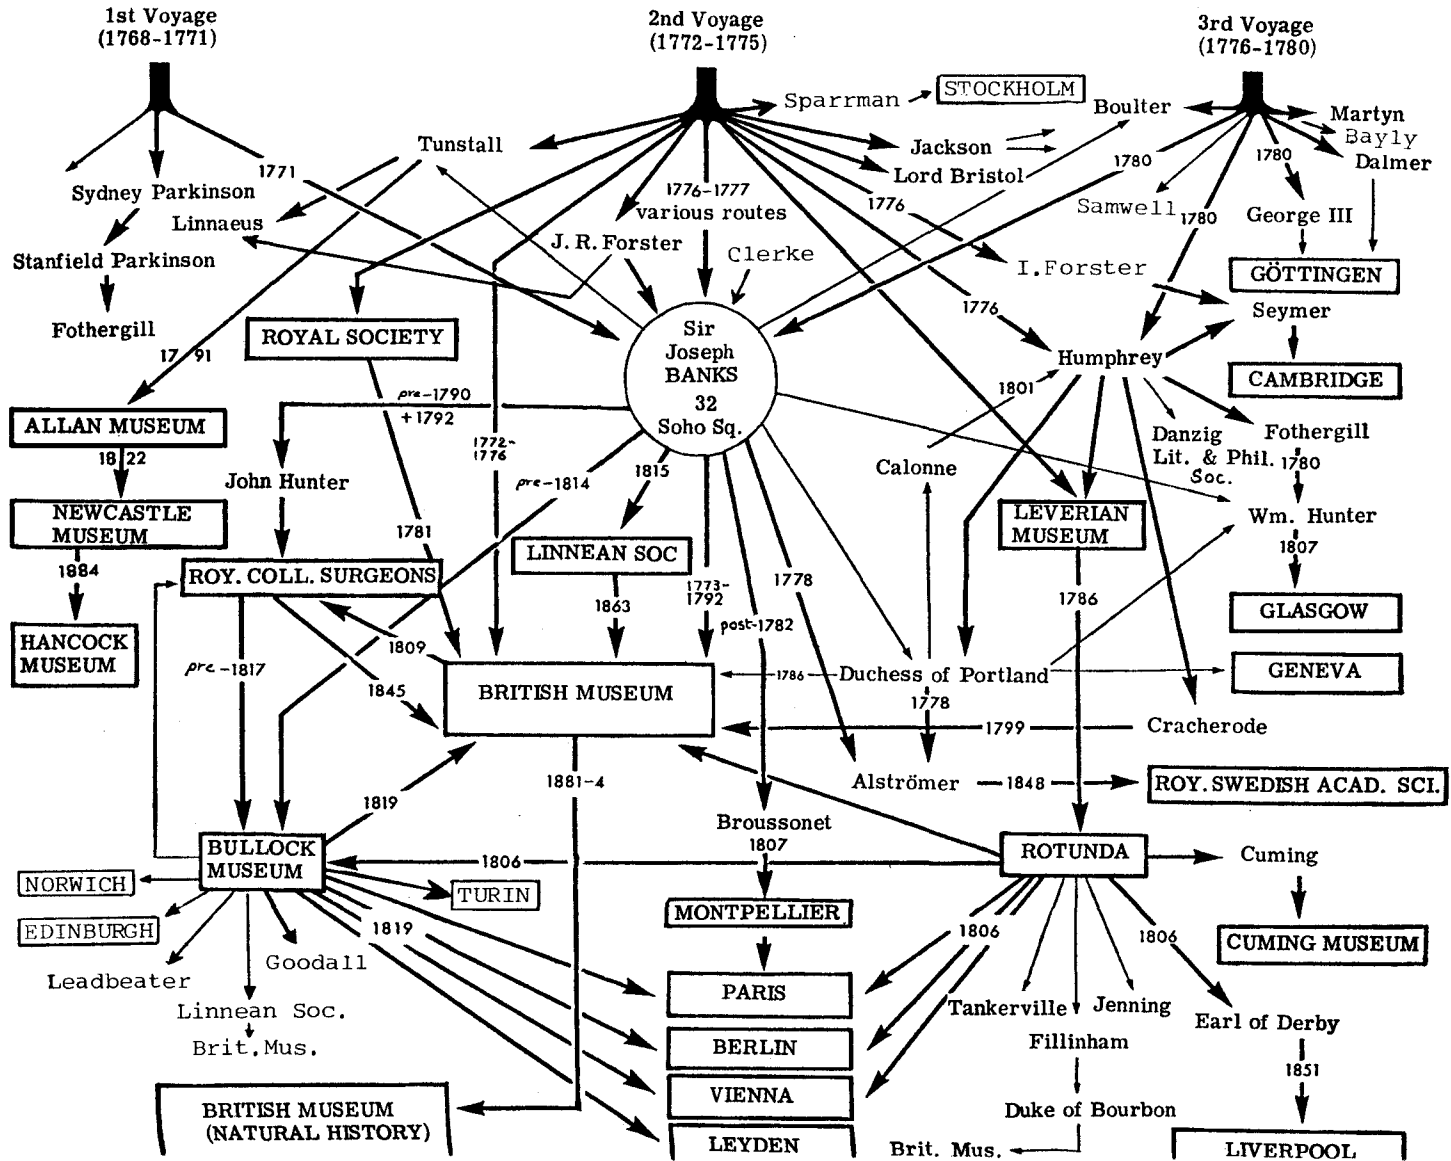 1st Voyage
(1768-1771)
2nd Voyage
(1772-1775)
3rd Voyage
(1776-1780)
Sparrman
STOCKHOLM
Boulter
Martyn
Bayly
Dalmer
Tunstall
Jackson
Lord Bristol
1771
1780
1780
Sydney Parkinson
1776-1777
various routes
1776
Samwell
1780
George III
Linnaeus
J.R.Forster
Clerke
Stanfield Parkinson
I.Forster
GÖTTINGEN
Fothergill
ROYAL SOCIETY
Sir
Joseph
BANKS
32
Soho Sq.
1776
Seymer
Humphrey
17 91
pre-1790
+1792
1801
CAMBRIDGE
ALLAN MUSEUM
1822
1772-
1776
Danzig
Lit. & Phil.
Soc.
Fothergill
1780
John Hunter
pre-1814
1815
Calonne
NEWCASTLE
MUSEUM
1781
LINNEAN SOC
LEVERIAN
MUSEUM
Wm. Hunter
1807
1884
ROY. COLL. SURGEONS
1863
1773-
1792
1778
1786
GLASGOW
HANCOCK
MUSEUM
1809
post-1782
pre-1817
1845
BRITISH MUSEUM
1786
Duchess of Portland
GENEVA
1778
1799
Cracherode
1881-4
Alströmer
1848
ROY. SWEDISH ACAD. SCI.
1819
Broussonet
1807
BULLOCK
MUSEUM
1806
ROTUNDA
Cuming
NORWICH
TURIN
EDINBURGH
1819
MONTPELLIER
1806
1806
CUMING MUSEUM
Leadbeater
Goodall
PARIS
Tankerville
Jenning
Linnean Soc.
Earl of Derby
Brit.Mus.
BERLIN
Fillinham
1851
BRITISH MUSEUM
(NATURAL HISTORY)
VIENNA
Duke of Bourbon
LEYDEN
Brit. Mus.
LIVERPOOL